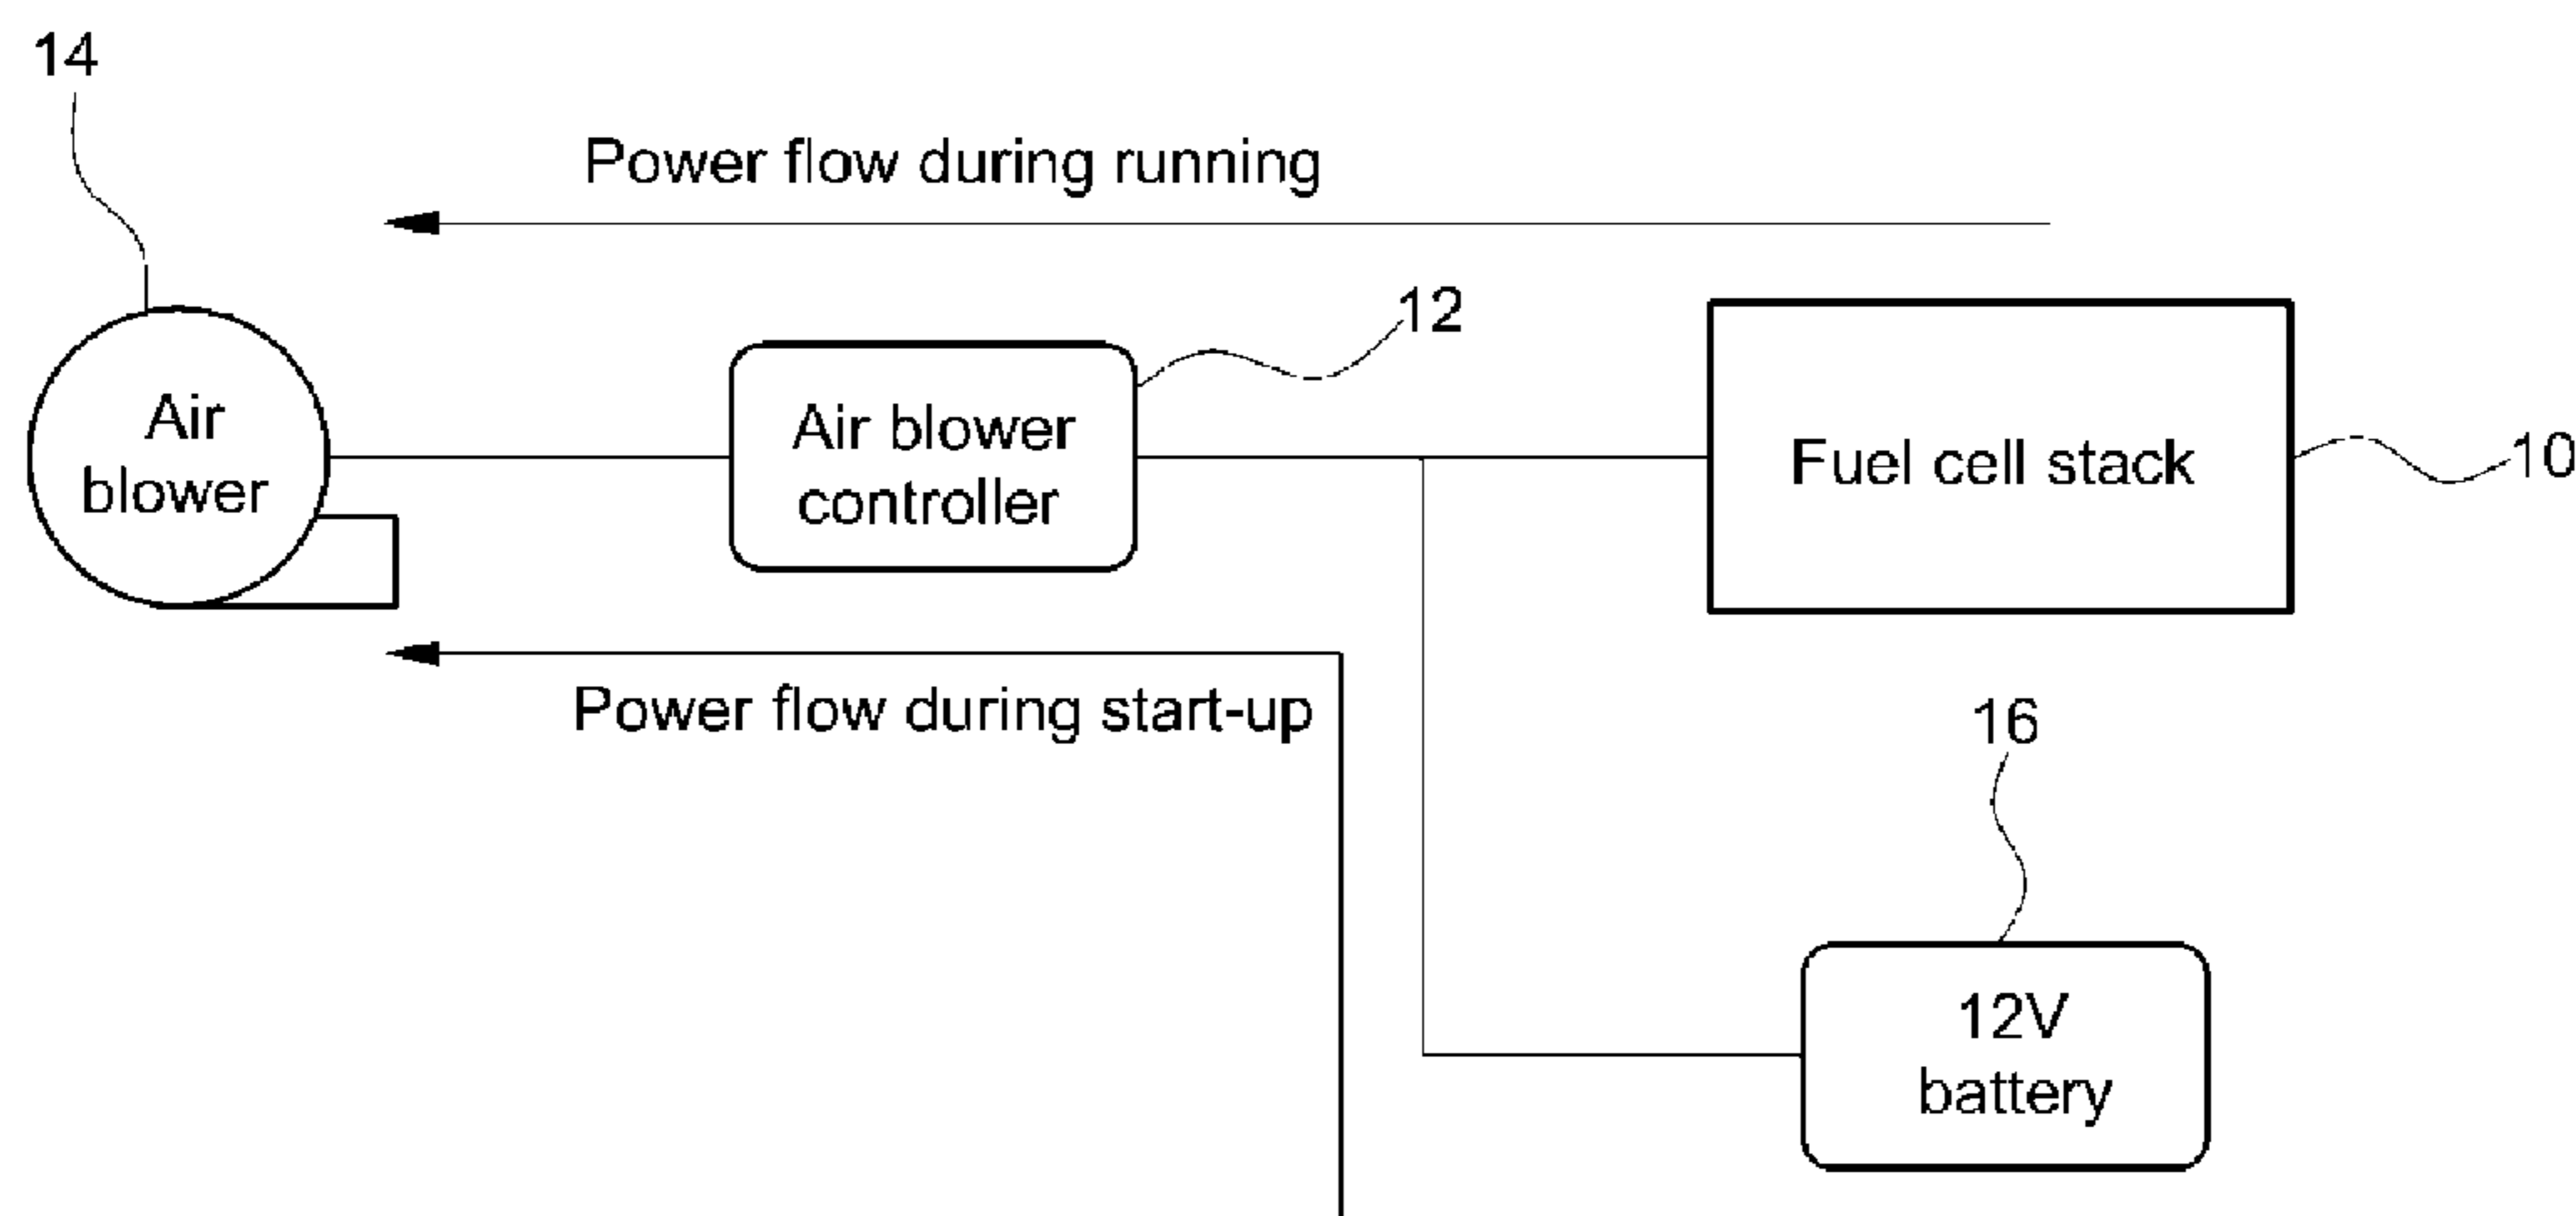 14
Power flow during running
12
Air
blower
Air blower
controller
Fuel cell stack
10
Power flow during start-up
16
12V
battery